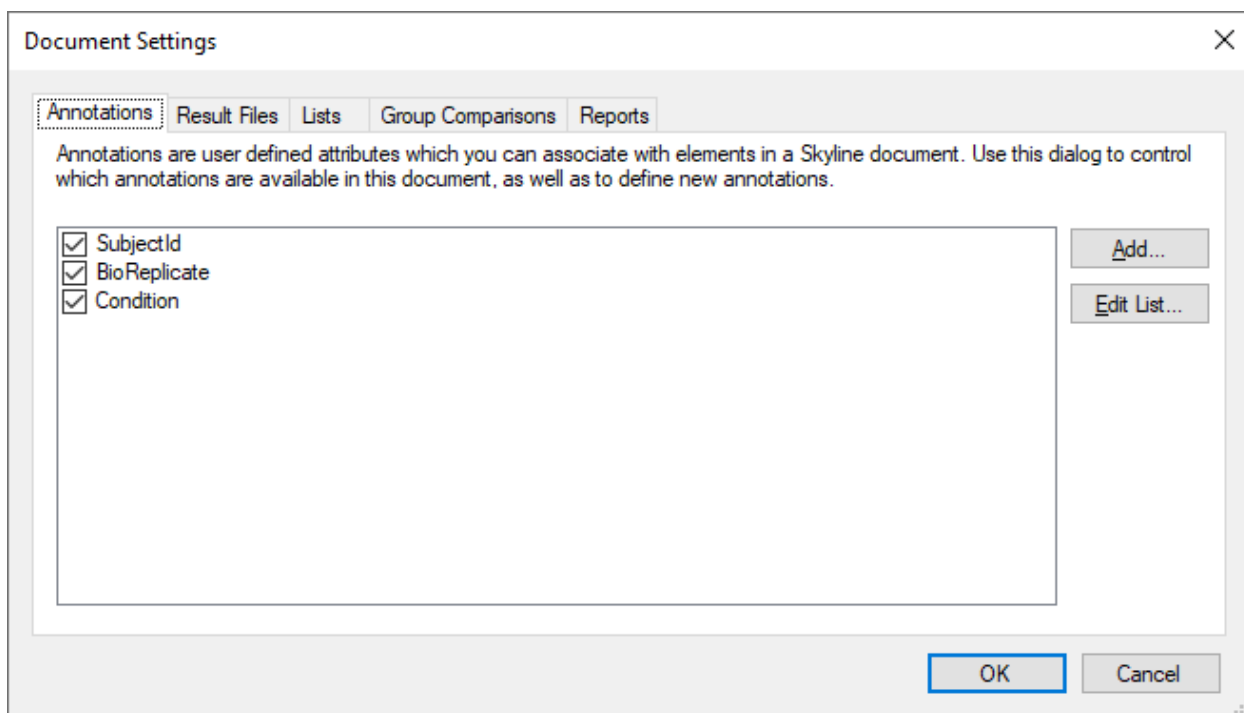 Document Settings
Annotations Result Files Lists Group Comparisons Reports
Annotations are user defined attributes which you can associate with elements in a Skyline document. Use this dialog to control
which annotations are available in this document, as well as to define new annotations.
SubjectId
BioReplicate
Condition
Add...
Edit List...
OK Cancel